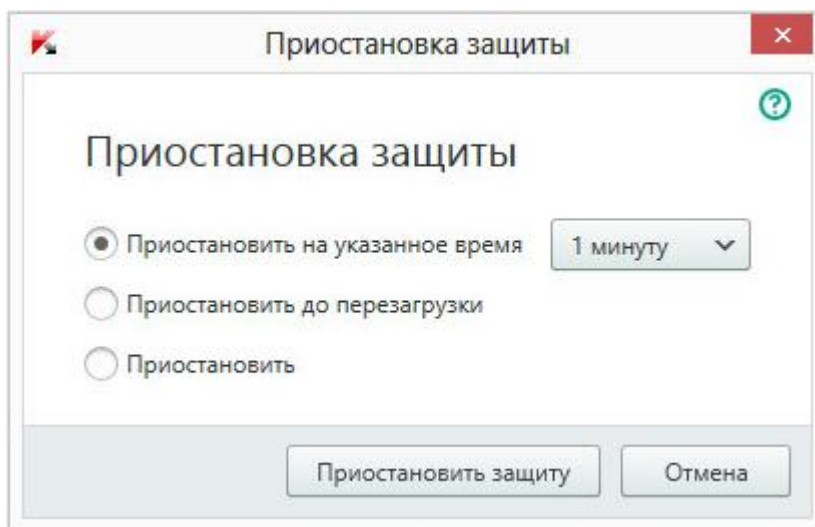 Приостановка защиты
Приостановка защиты
Приостановить на указанное время 1 минуту
Приостановить до перезагрузки
Приостановить
Приостановить защиту Отмена